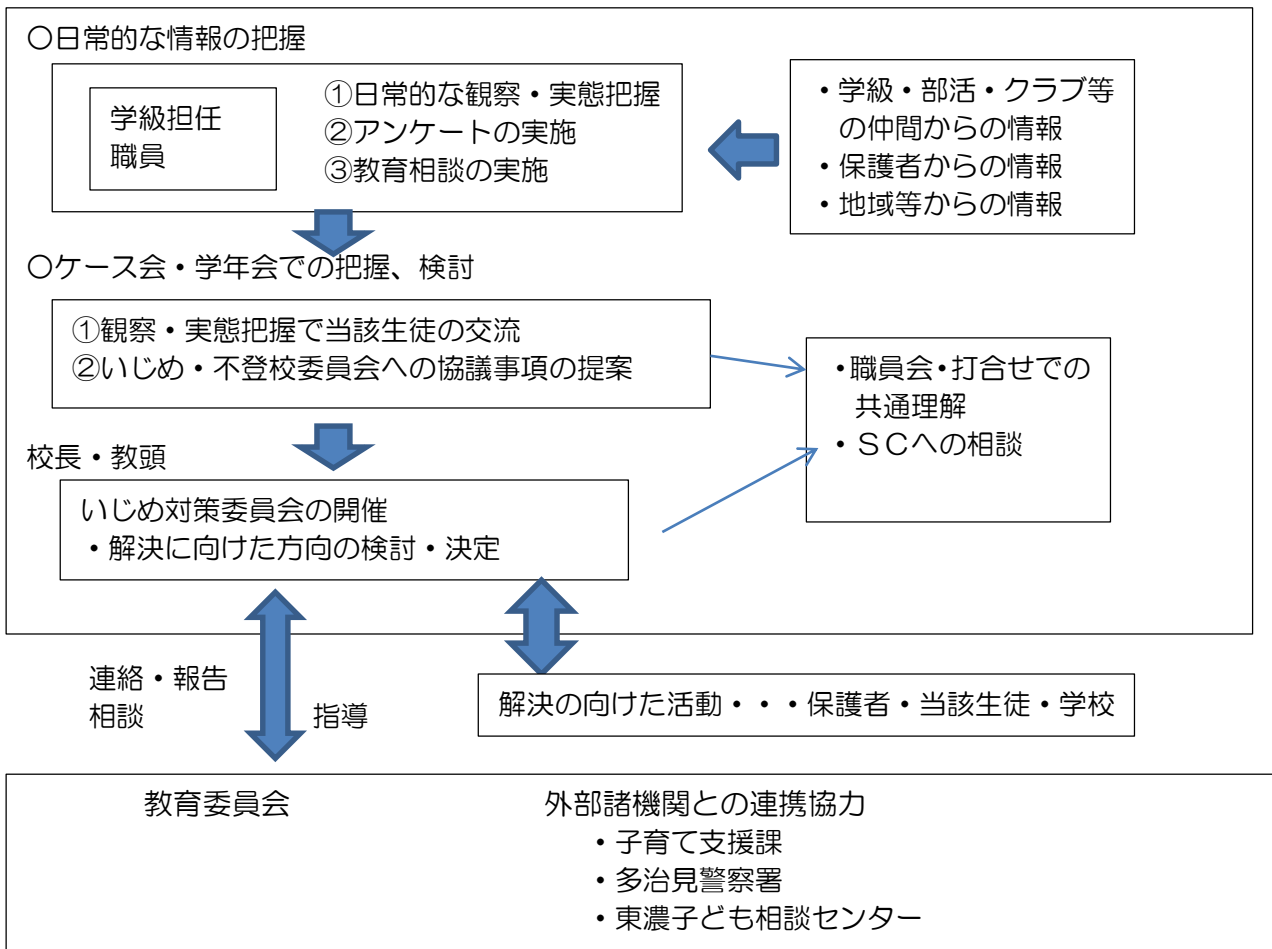 〇日常的な情報の把握
学級担任
職員
①日常的な観察・実態把握
②アンケートの実施
③教育相談の実施
・学級・部活・クラブ等
の仲間からの情報
・保護者からの情報
・地域等からの情報
〇ケース会・学年会での把握、検討
①観察・実態把握で当該生徒の交流
②いじめ・不登校委員会への協議事項の提案
・職員会・打合せでの
共通理解
・ＳＣへの相談
校長・教頭
いじめ対策委員会の開催
・解決に向けた方向の検討・決定
連絡・報告
相談
指導
解決の向けた活動・・・保護者・当該生徒・学校
教育委員会
外部諸機関との連携協力
・子育て支援課
・多治見警察署
・東濃子ども相談センター